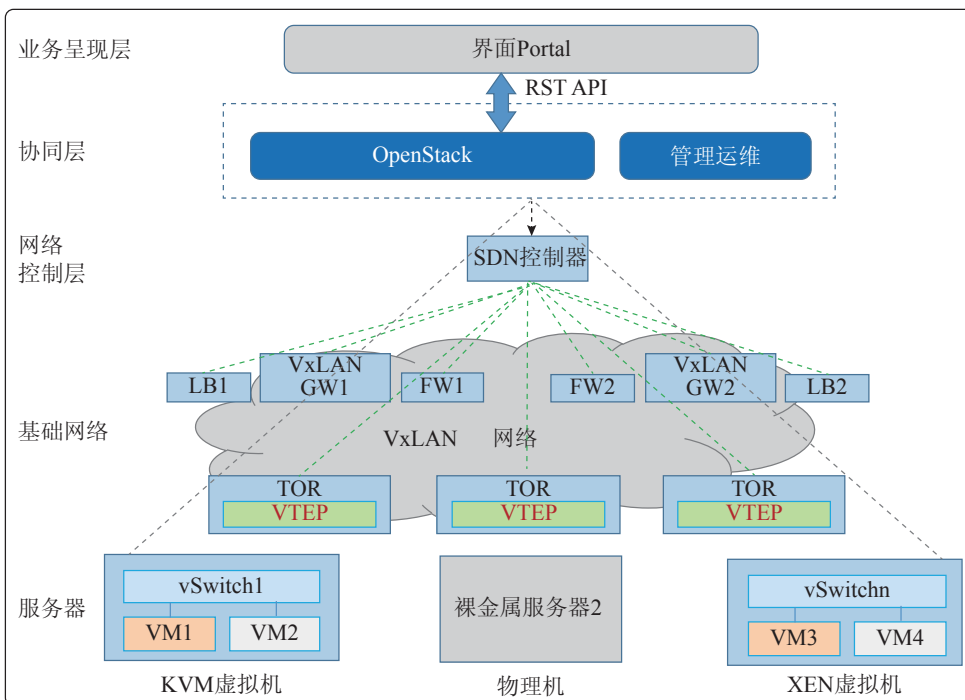 业务呈现层
界面Portal
RST API
协同层
OpenStack
管理运维
网络
控制层
SDN控制器
LB1
VxLAN
GW1
FW1
FW2
VxLAN
GW2
LB2
基础网络
VxLAN 网络
TOR
VTEP
TOR
VTEP
TOR
VTEP
服务器
vSwitch1
VM1
VM2
裸金属服务器2
vSwitchn
VM3
VM4
KVM虚拟机
物理机
XEN虚拟机